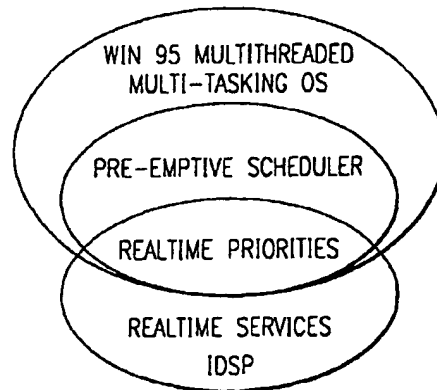 WIN 95 MULTITHREADED
MULTI-TASKING OS
PRE-EMPTIVE SCHEDULER
REALTIME PRIORITIES
REALTIME SERVICES
IDSP